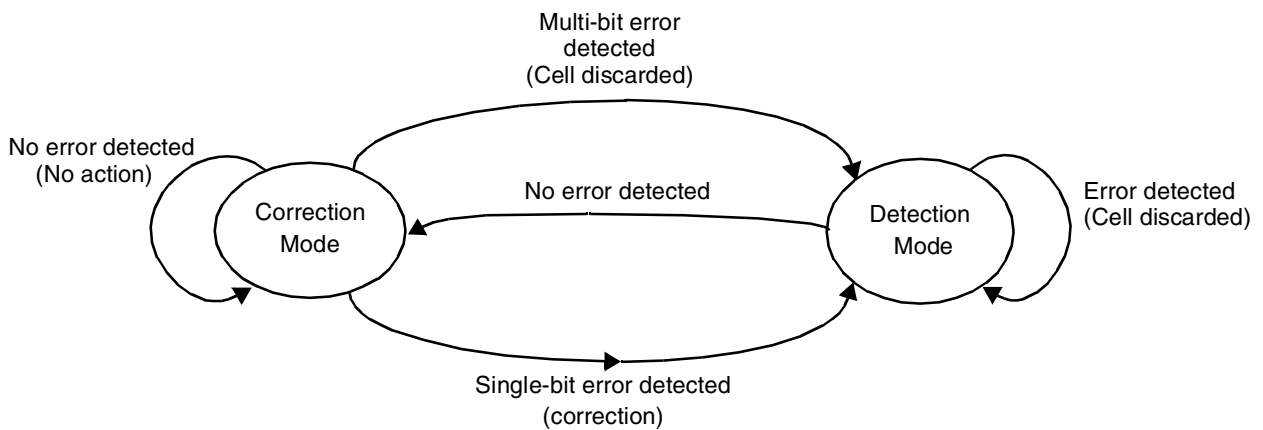 Multi-bit error
detected
(Cell discarded)
No error detected
(No action)
No error detected
Correction
Mode
Detection
Mode
Error detected
(Cell discarded)
Single-bit error detected
(correction)